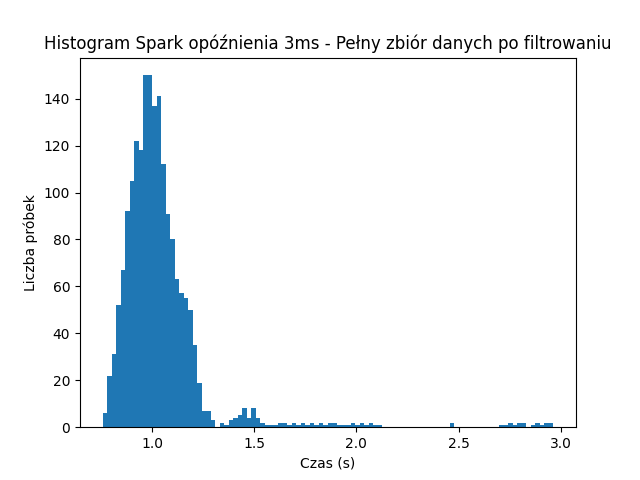 Histogram Spark opóźnienia 3ms - Pełny zbiór danych po filtrowaniu
140
120
100
80
60
40
20
0
Liczba próbek
1.0 1.5 2.0 2.5 3.0
Czas (s)